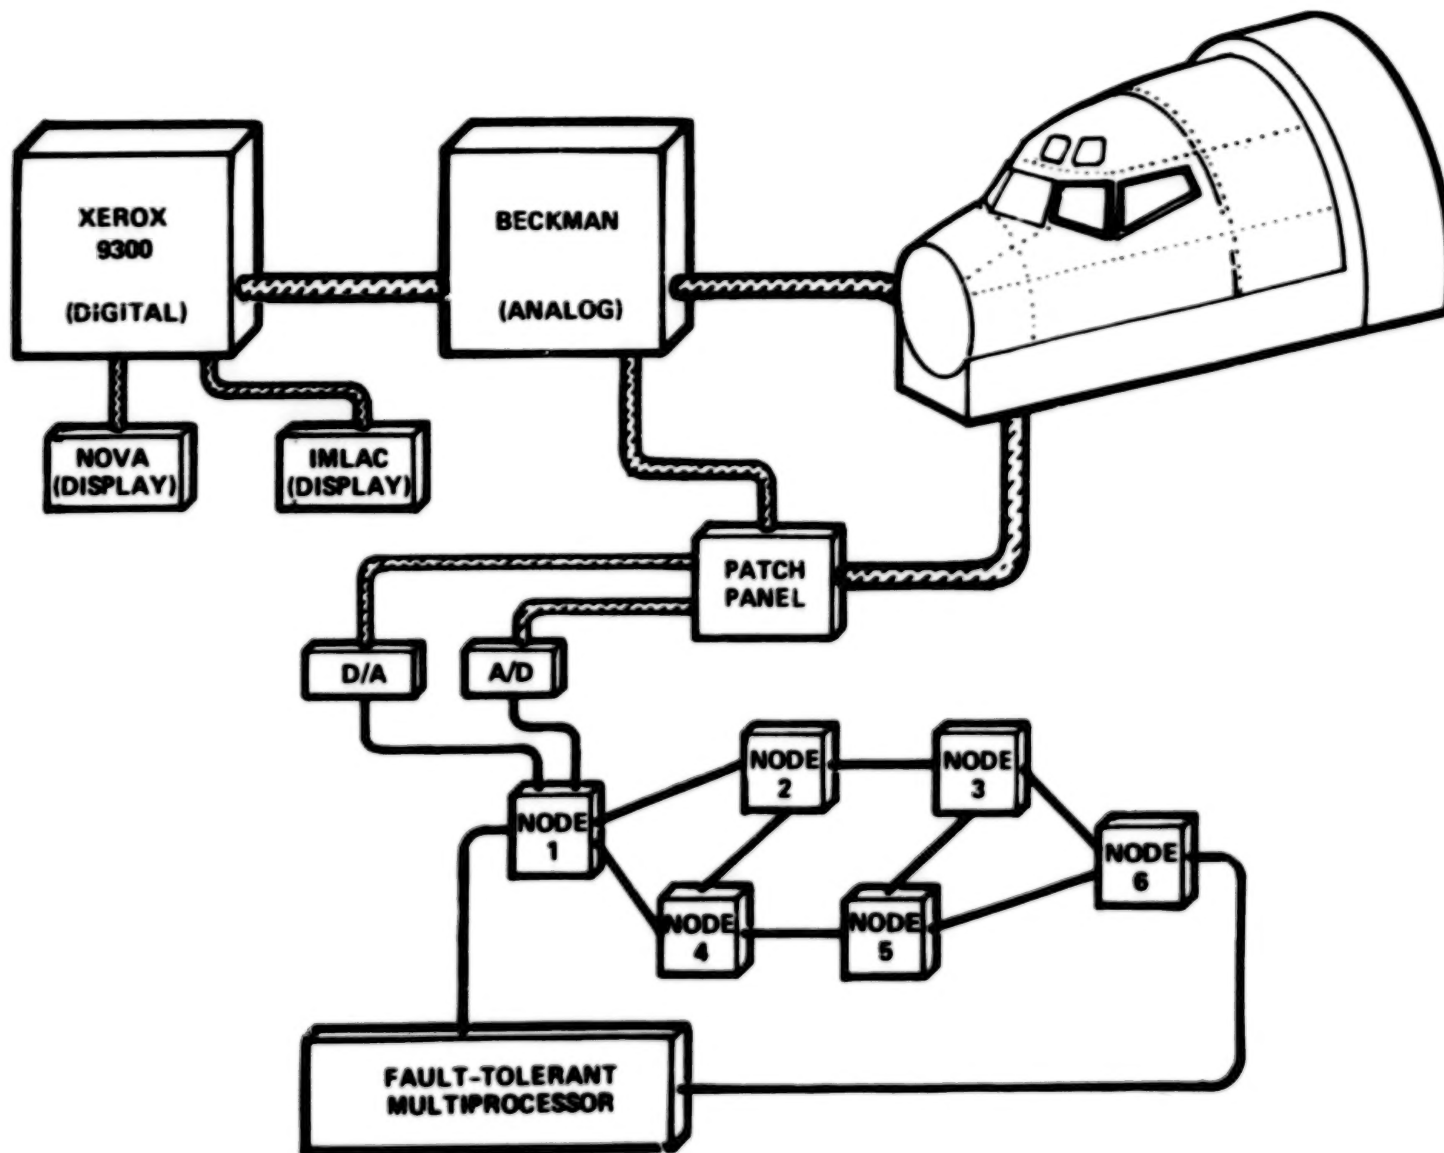 XEROX
9300
(DIGITAL)
BECKMAN
(ANALOG)
NOVA
(DISPLAY)
IMLAC
(DISPLAY)
PATCH
PANEL
D/A
A/D
NODE
1
NODE
2
NODE
3
NODE
4
NODE
5
NODE
6
FAULT-TOLERANT
MULTIPROCESSOR